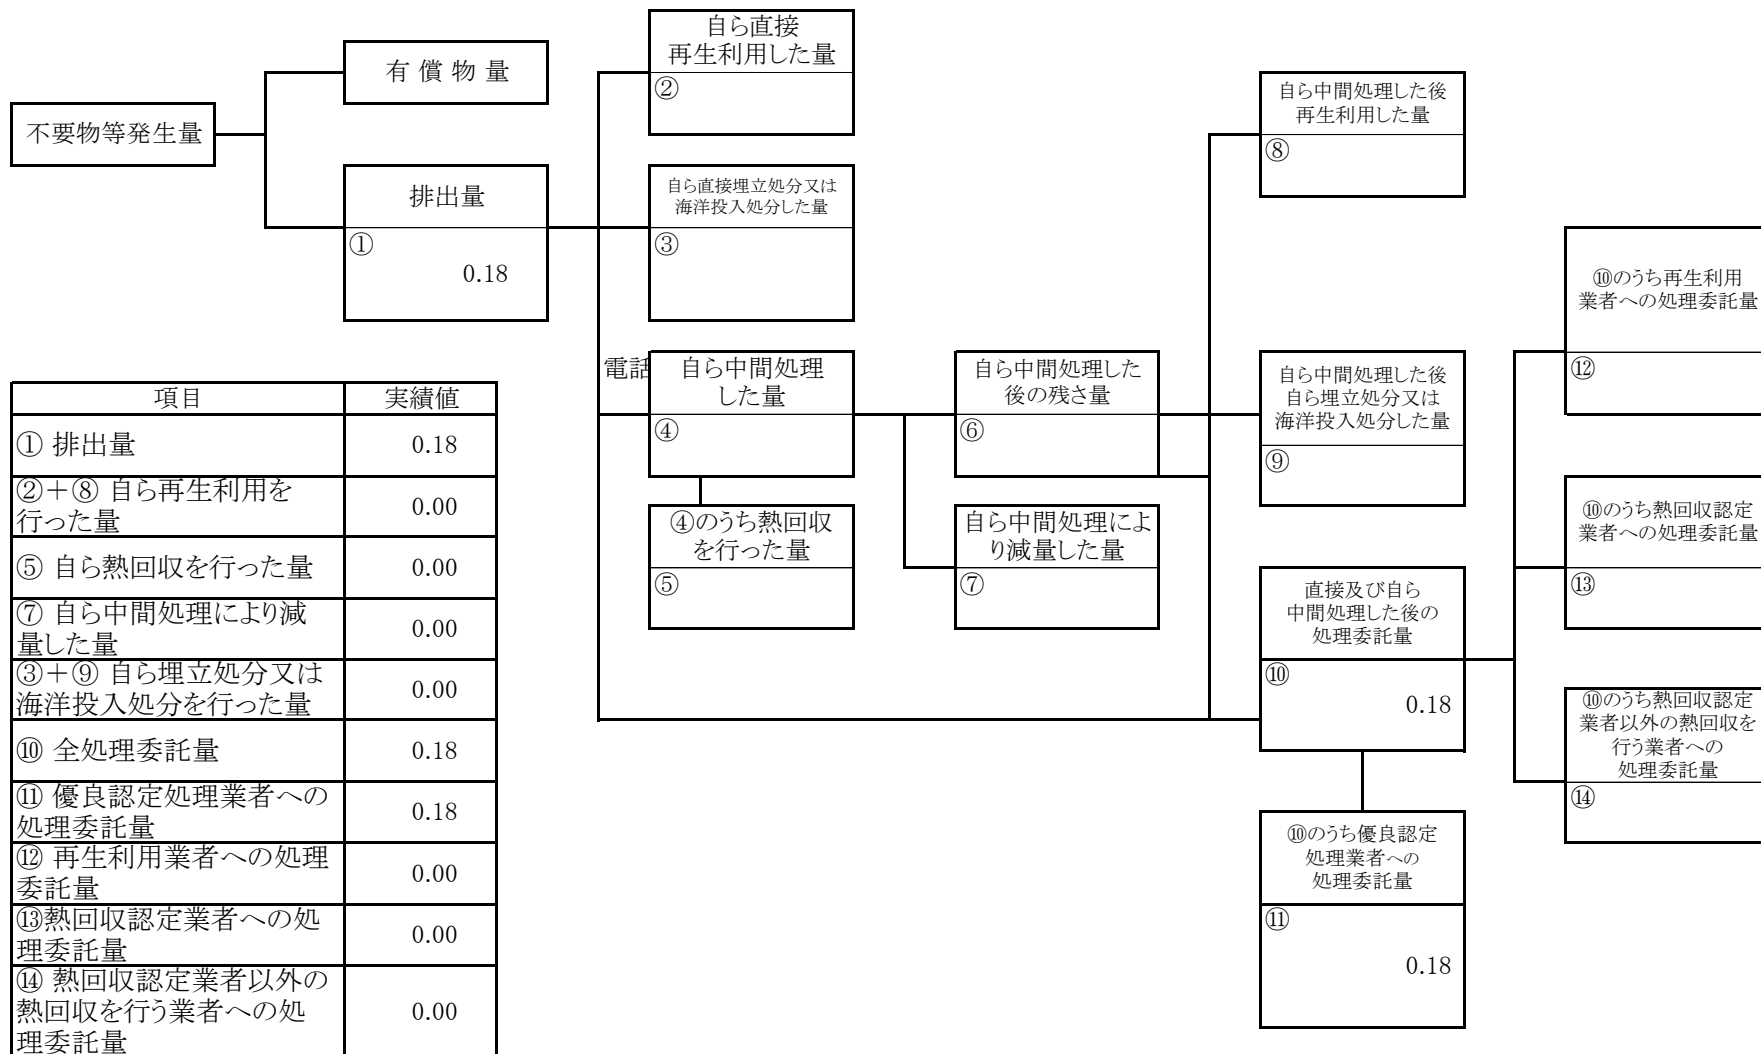 不要物等発生量
有 償 物 量
排出量
①
0.18
自ら直接
再生利用した量
②
自ら直接埋立処分又は
海洋投入処分した量
③
電話
自ら中間処理
した量
④
④のうち熱回収
を行った量
⑤
自ら中間処理した
後の残さ量
⑥
自ら中間処理によ
り減量した量
⑦
自ら中間処理した後
再生利用した量
⑧
自ら中間処理した後
自ら埋立処分又は
海洋投入処分した量
⑨
直接及び自ら
中間処理した後の
処理委託量
⑩
0.18
⑩のうち優良認定
処理業者への
処理委託量
⑪
0.18
⑩のうち再生利用
業者への処理委託量
⑫
⑩のうち熱回収認定
業者への処理委託量
⑬
⑩のうち熱回収認定
業者以外の熱回収を
行う業者への
処理委託量
⑭
項目 実績値
① 排出量 0.18
②＋⑧ 自ら再生利用を
行った量 0.00
⑤ 自ら熱回収を行った量 0.00
⑦ 自ら中間処理により減
量した量 0.00
③＋⑨ 自ら埋立処分又は
海洋投入処分を行った量 0.00
⑩ 全処理委託量 0.18
⑪ 優良認定処理業者への
処理委託量 0.18
⑫ 再生利用業者への処理
委託量 0.00
⑬熱回収認定業者への処
理委託量 0.00
⑭ 熱回収認定業者以外の
熱回収を行う業者への処
理委託量 0.00